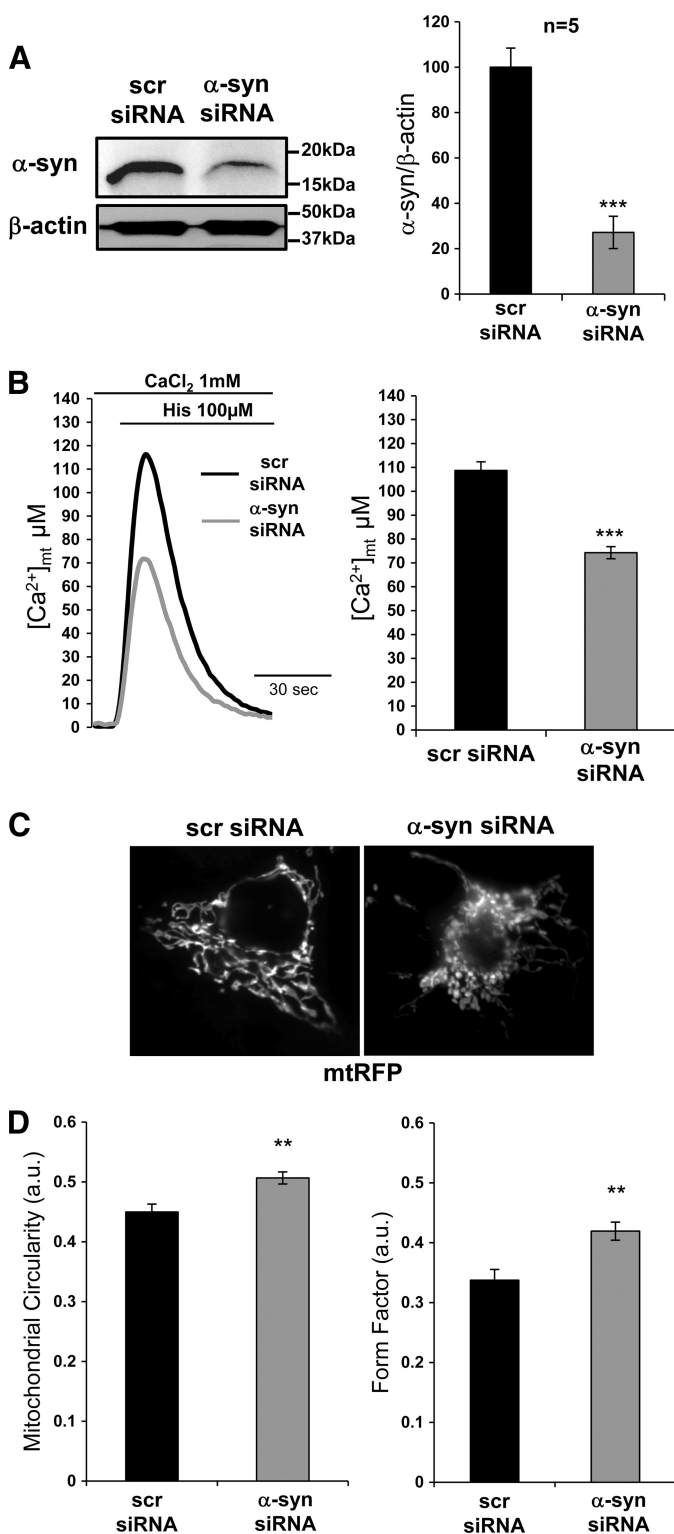 A
scr siRNA
α-syn siRNA
α-syn
20kDa
15kDa
β-actin
50kDa
37kDa
n=5
α-syn/β-actin
120
100
80
60
40
20
0
***
scr siRNA
α-syn siRNA
B
CaCl₂ 1mM
His 100µM
[Ca²⁺]mt µM
140
130
120
110
100
90
80
70
60
50
40
30
20
10
0
scr siRNA
α-syn siRNA
30 sec
[Ca²⁺]mt µM
140
130
120
110
100
90
80
70
60
50
40
30
20
10
0
***
scr siRNA
α-syn siRNA
C
scr siRNA
α-syn siRNA
mtRFP
D
Mitochondrial Circularity (a.u.)
0.6
0.5
0.4
0.3
0.2
0.1
0
**
scr siRNA
α-syn siRNA
Form Factor (a.u.)
0.6
0.5
0.4
0.3
0.2
0.1
0
**
scr siRNA
α-syn siRNA